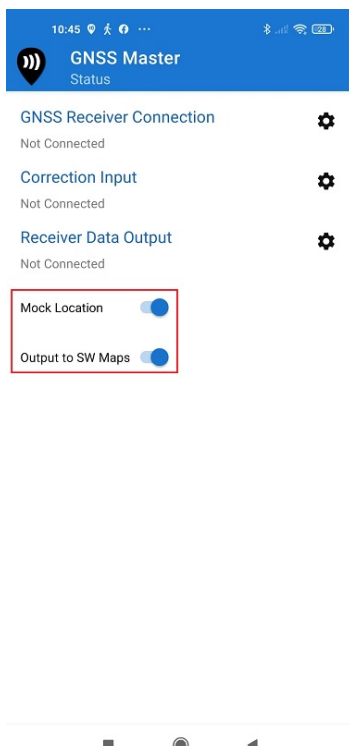 10:45
28
GNSS Master
Status
GNSS Receiver Connection
Not Connected
Correction Input
Not Connected
Receiver Data Output
Not Connected
Mock Location
Output to SW Maps